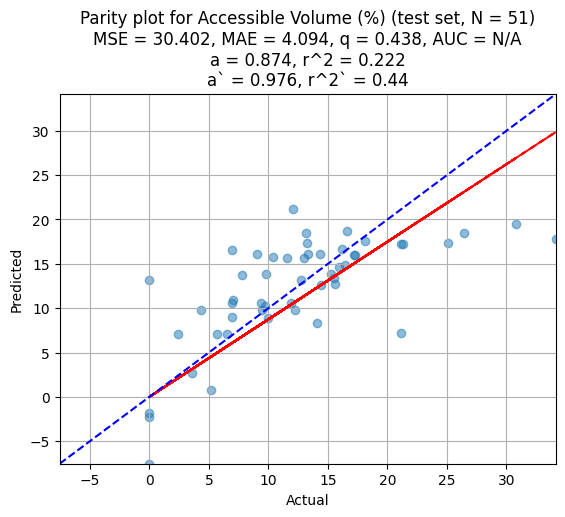 Parity plot for Accessible Volume (%) (test set, N = 51)
MSE = 30.402, MAE = 4.094, q = 0.438, AUC = N/A
a = 0.874, r^2 = 0.222
a` = 0.976, r^2` = 0.44
30
25
20
15
10
5
0
−5
Predicted
−5
0
5
10
15
20
25
30
Actual